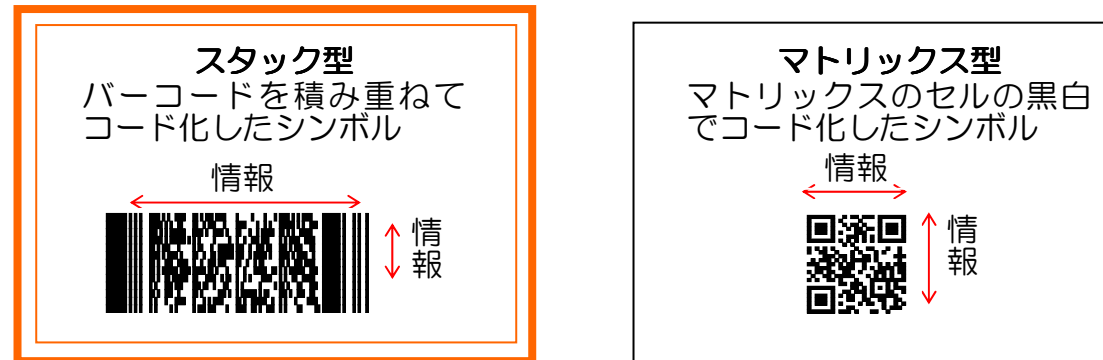 スタック型
バーコードを積み重ねて
コード化したシンボル
情報
情報
マトリックス型
マトリックスのセルの黒白
でコード化したシンボル
情報
情報